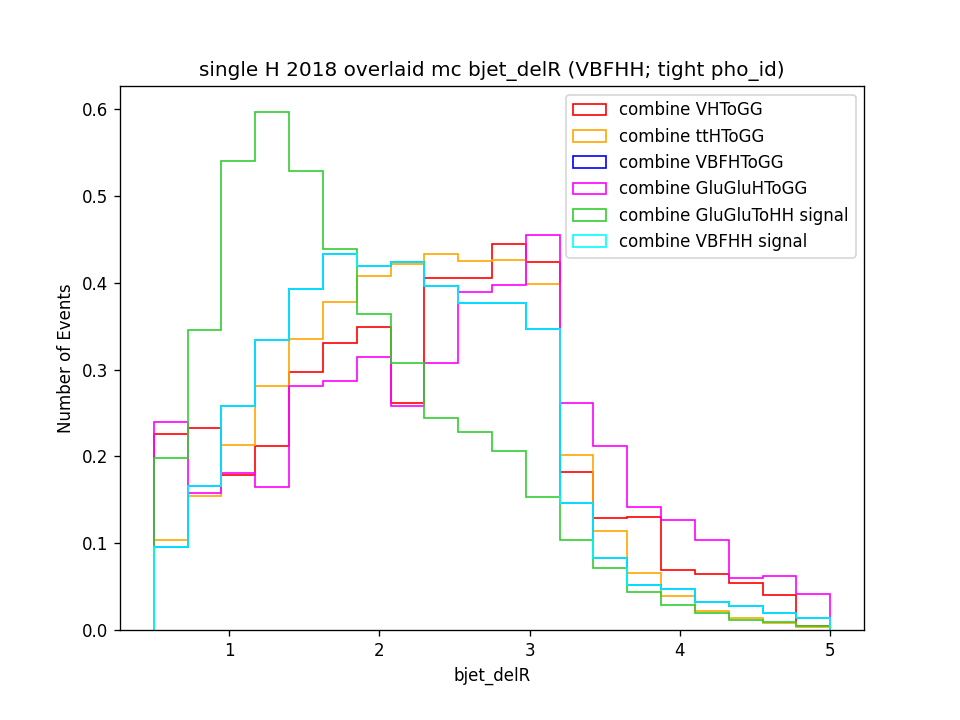 single H 2018 overlaid mc bjet_delR (VBFHH; tight pho_id)
combine VHToGG
combine ttHToGG
combine VBFHToGG
combine GluGluHToGG
combine GluGluToHH signal
combine VBFHH signal
Number of Events
0.6
0.5
0.4
0.3
0.2
0.1
0.0
1 2 3 4 5
bjet_delR